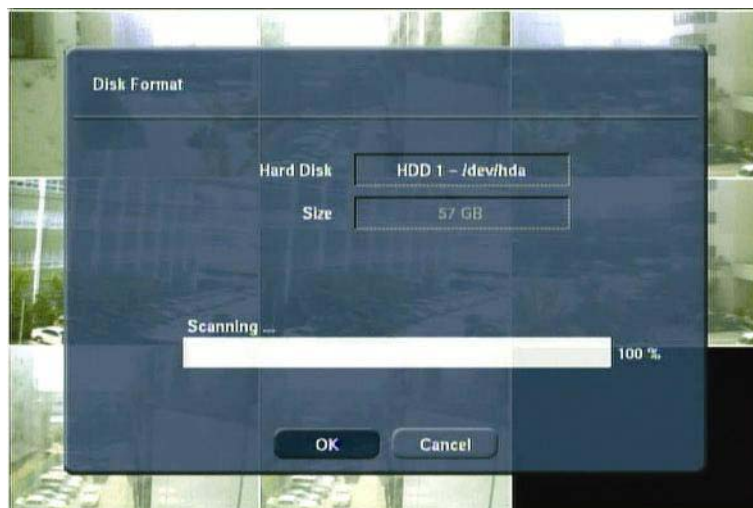 Disk Format
Hard Disk HDD 1 - /dev/hda
Size 57 GB
Scanning ...
100 %
OK Cancel